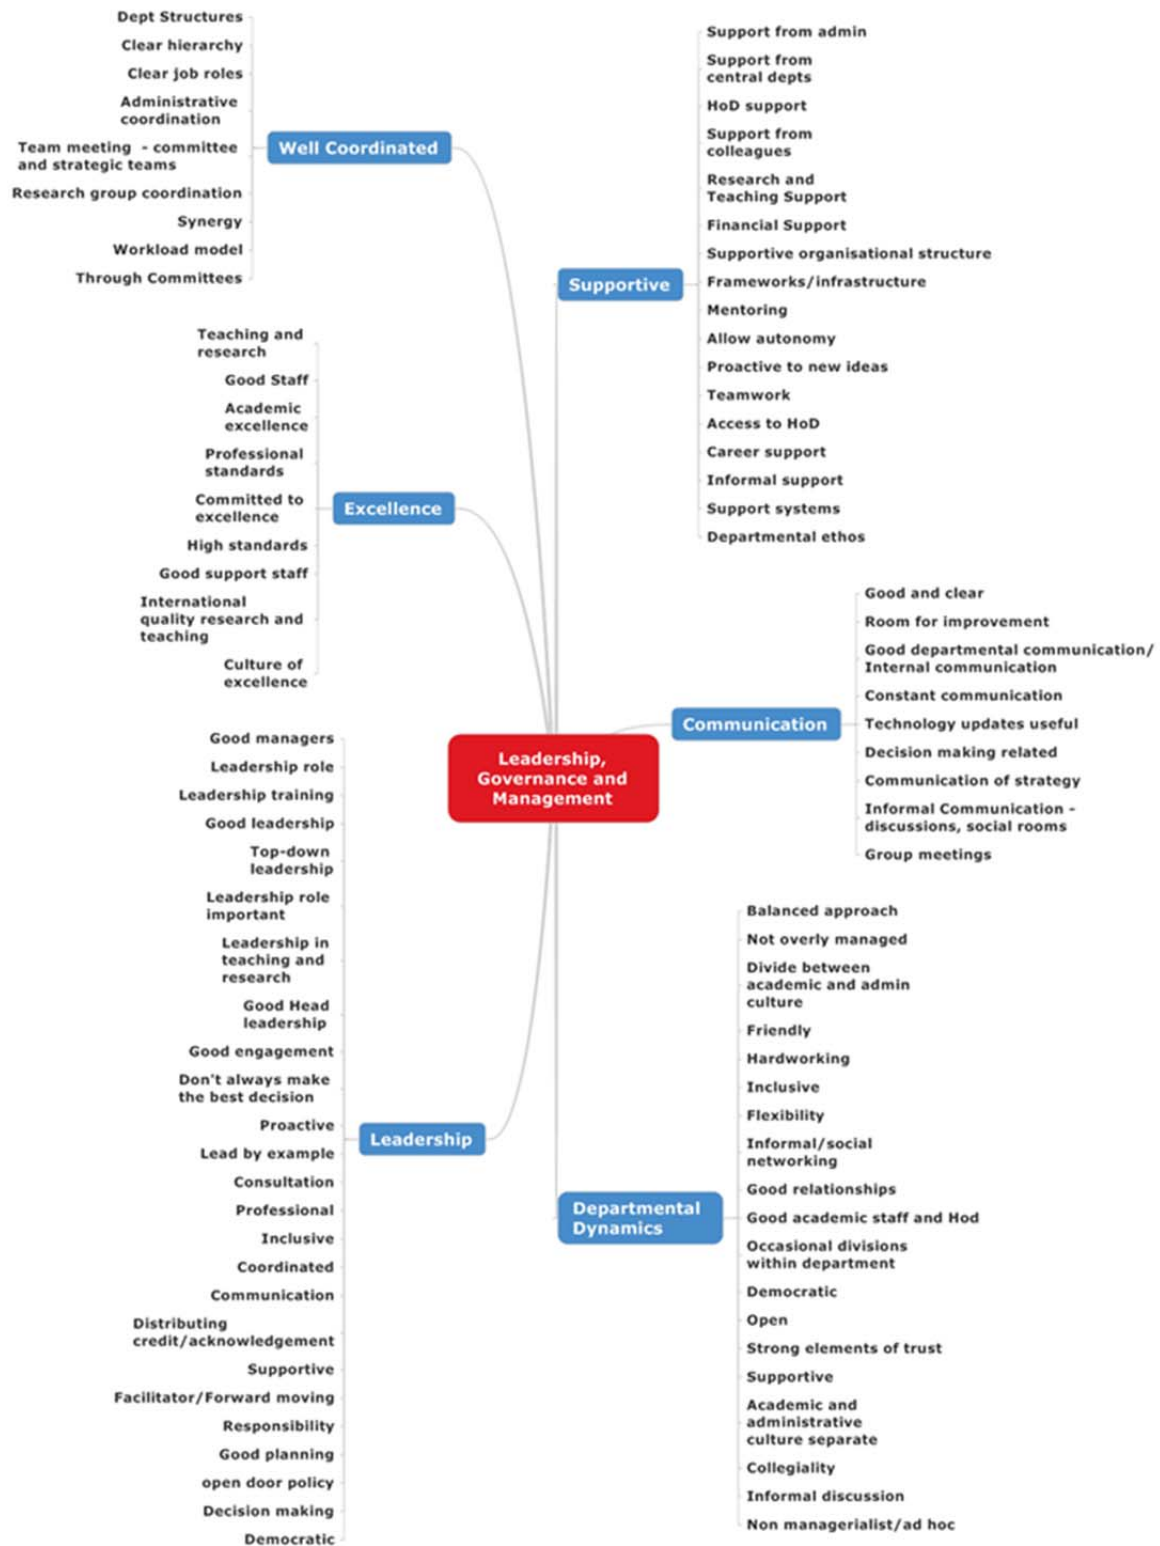 Dept Structures
Clear hierarchy
Clear job roles
Administrative
coordination
Team meeting  - committee
and strategic teams
Research group coordination
Synergy
Workload model
Through Committees
Well Coordinated
Teaching and
research
Good Staff
Academic
excellence
Professional
standards
Committed to
excellence
High standards
Good support staff
International
quality research and
teaching
Culture of
excellence
Excellence
Good managers
Leadership role
Leadership training
Good leadership
Top-down
leadership
Leadership role
important
Leadership in
teaching and
research
Good Head
leadership
Good engagement
Don't always make
the best decision
Proactive
Lead by example
Consultation
Professional
Inclusive
Coordinated
Communication
Distributing
credit/acknowledgement
Supportive
Facilitator/Forward moving
Responsibility
Good planning
open door policy
Decision making
Democratic
Leadership
Leadership,
Governance and
Management
Supportive
Support from admin
Support from
central depts
HoD support
Support from
colleagues
Research and
Teaching Support
Financial Support
Supportive organisational structure
Frameworks/infrastructure
Mentoring
Allow autonomy
Proactive to new ideas
Teamwork
Access to HoD
Career support
Informal support
Support systems
Departmental ethos
Communication
Good and clear
Room for improvement
Good departmental communication/
Internal communication
Constant communication
Technology updates useful
Decision making related
Communication of strategy
Informal Communication -
discussions, social rooms
Group meetings
Departmental
Dynamics
Balanced approach
Not overly managed
Divide between
academic and admin
culture
Friendly
Hardworking
Inclusive
Flexibility
Informal/social
networking
Good relationships
Good academic staff and Hod
Occasional divisions
within department
Democratic
Open
Strong elements of trust
Supportive
Academic and
administrative
culture separate
Collegiality
Informal discussion
Non managerialist/ad hoc